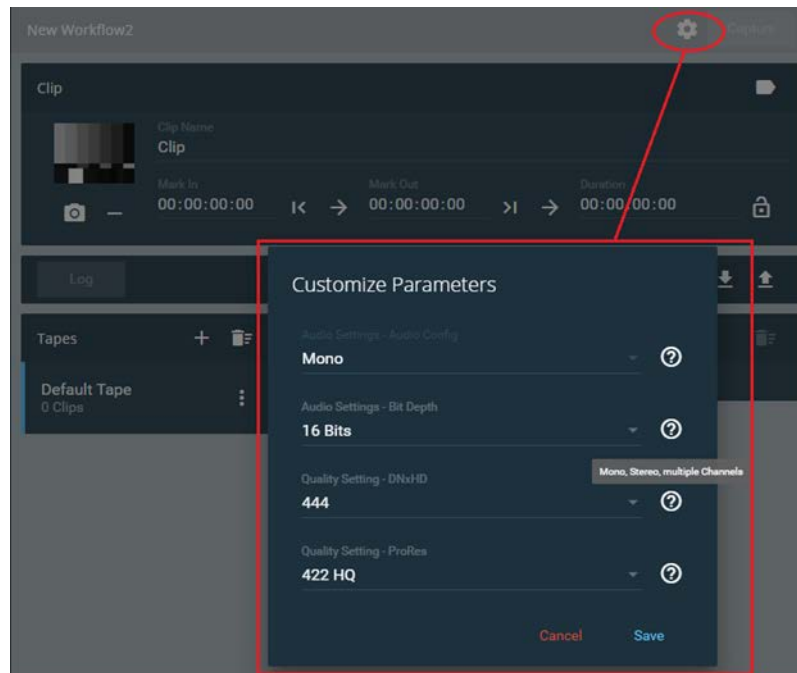 New Workflow2
Capture
Clip
Clip Name
Clip
Mark In
Mark Out
Duration
00:00:00:00
00:00:00:00
00:00:00:00
Log
Customize Parameters
Tapes
Audio Settings - Audio Config
Mono
Default Tape
0 Clips
Audio Settings - Bit Depth
16 Bits
Mono, Stereo, multiple Channels
Quality Setting - DNxHD
444
Quality Setting - ProRes
422 HQ
Cancel
Save